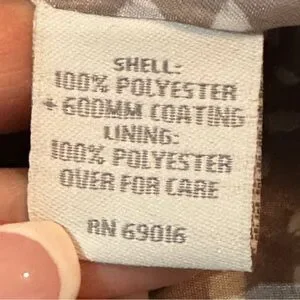 SHELL:
100% POLYESTER
+ 600MM COATING
LINING:
100% POLYESTER
OVER FOR CARE
RN 69016